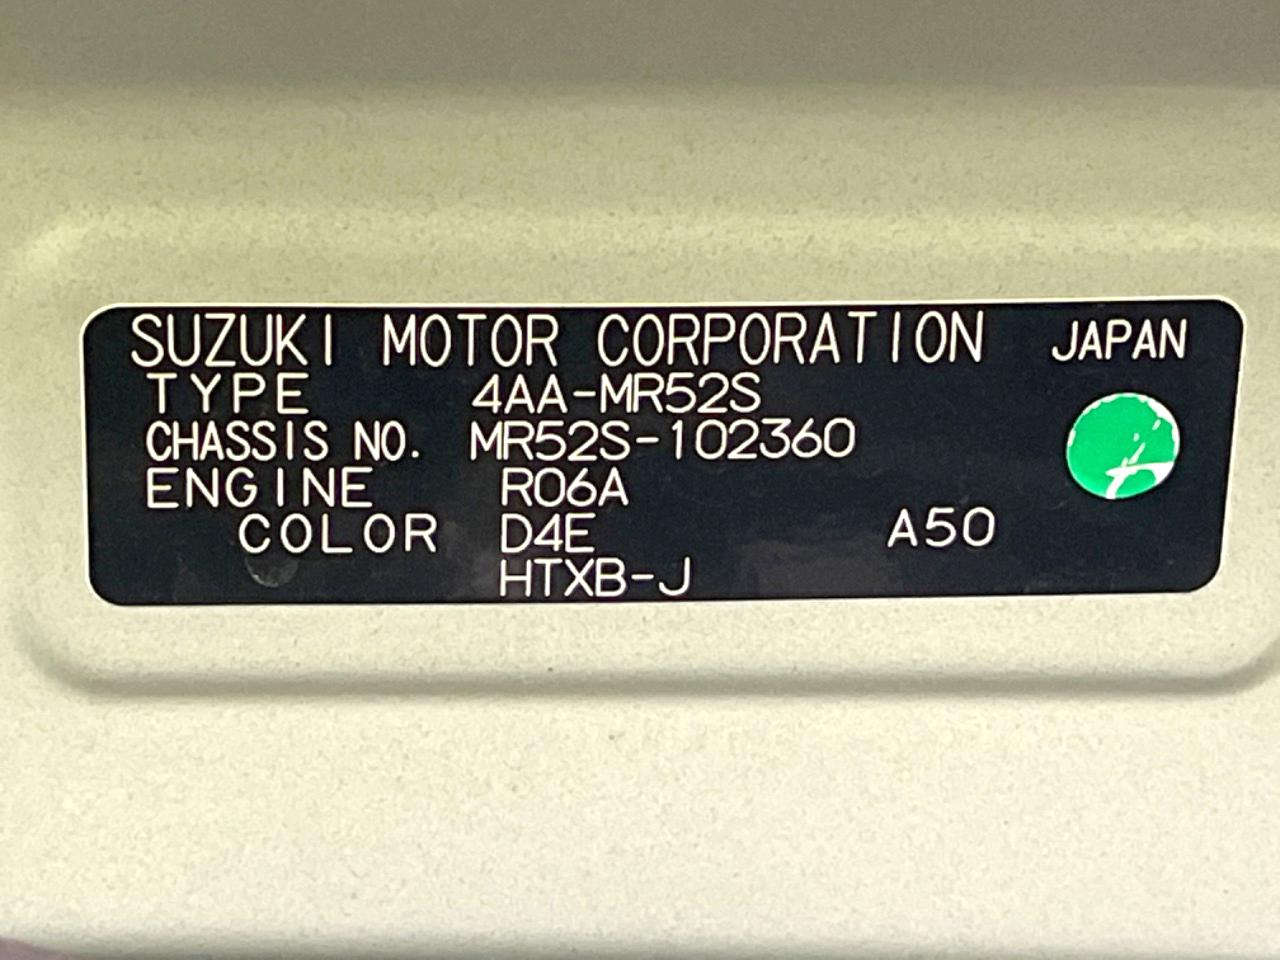 SUZUKI MOTOR CORPORATION JAPAN
TYPE 4AA-MR52S
CHASSIS NO. MR52S-102360
ENGINE R06A
COLOR D4E A50
HTXB-J